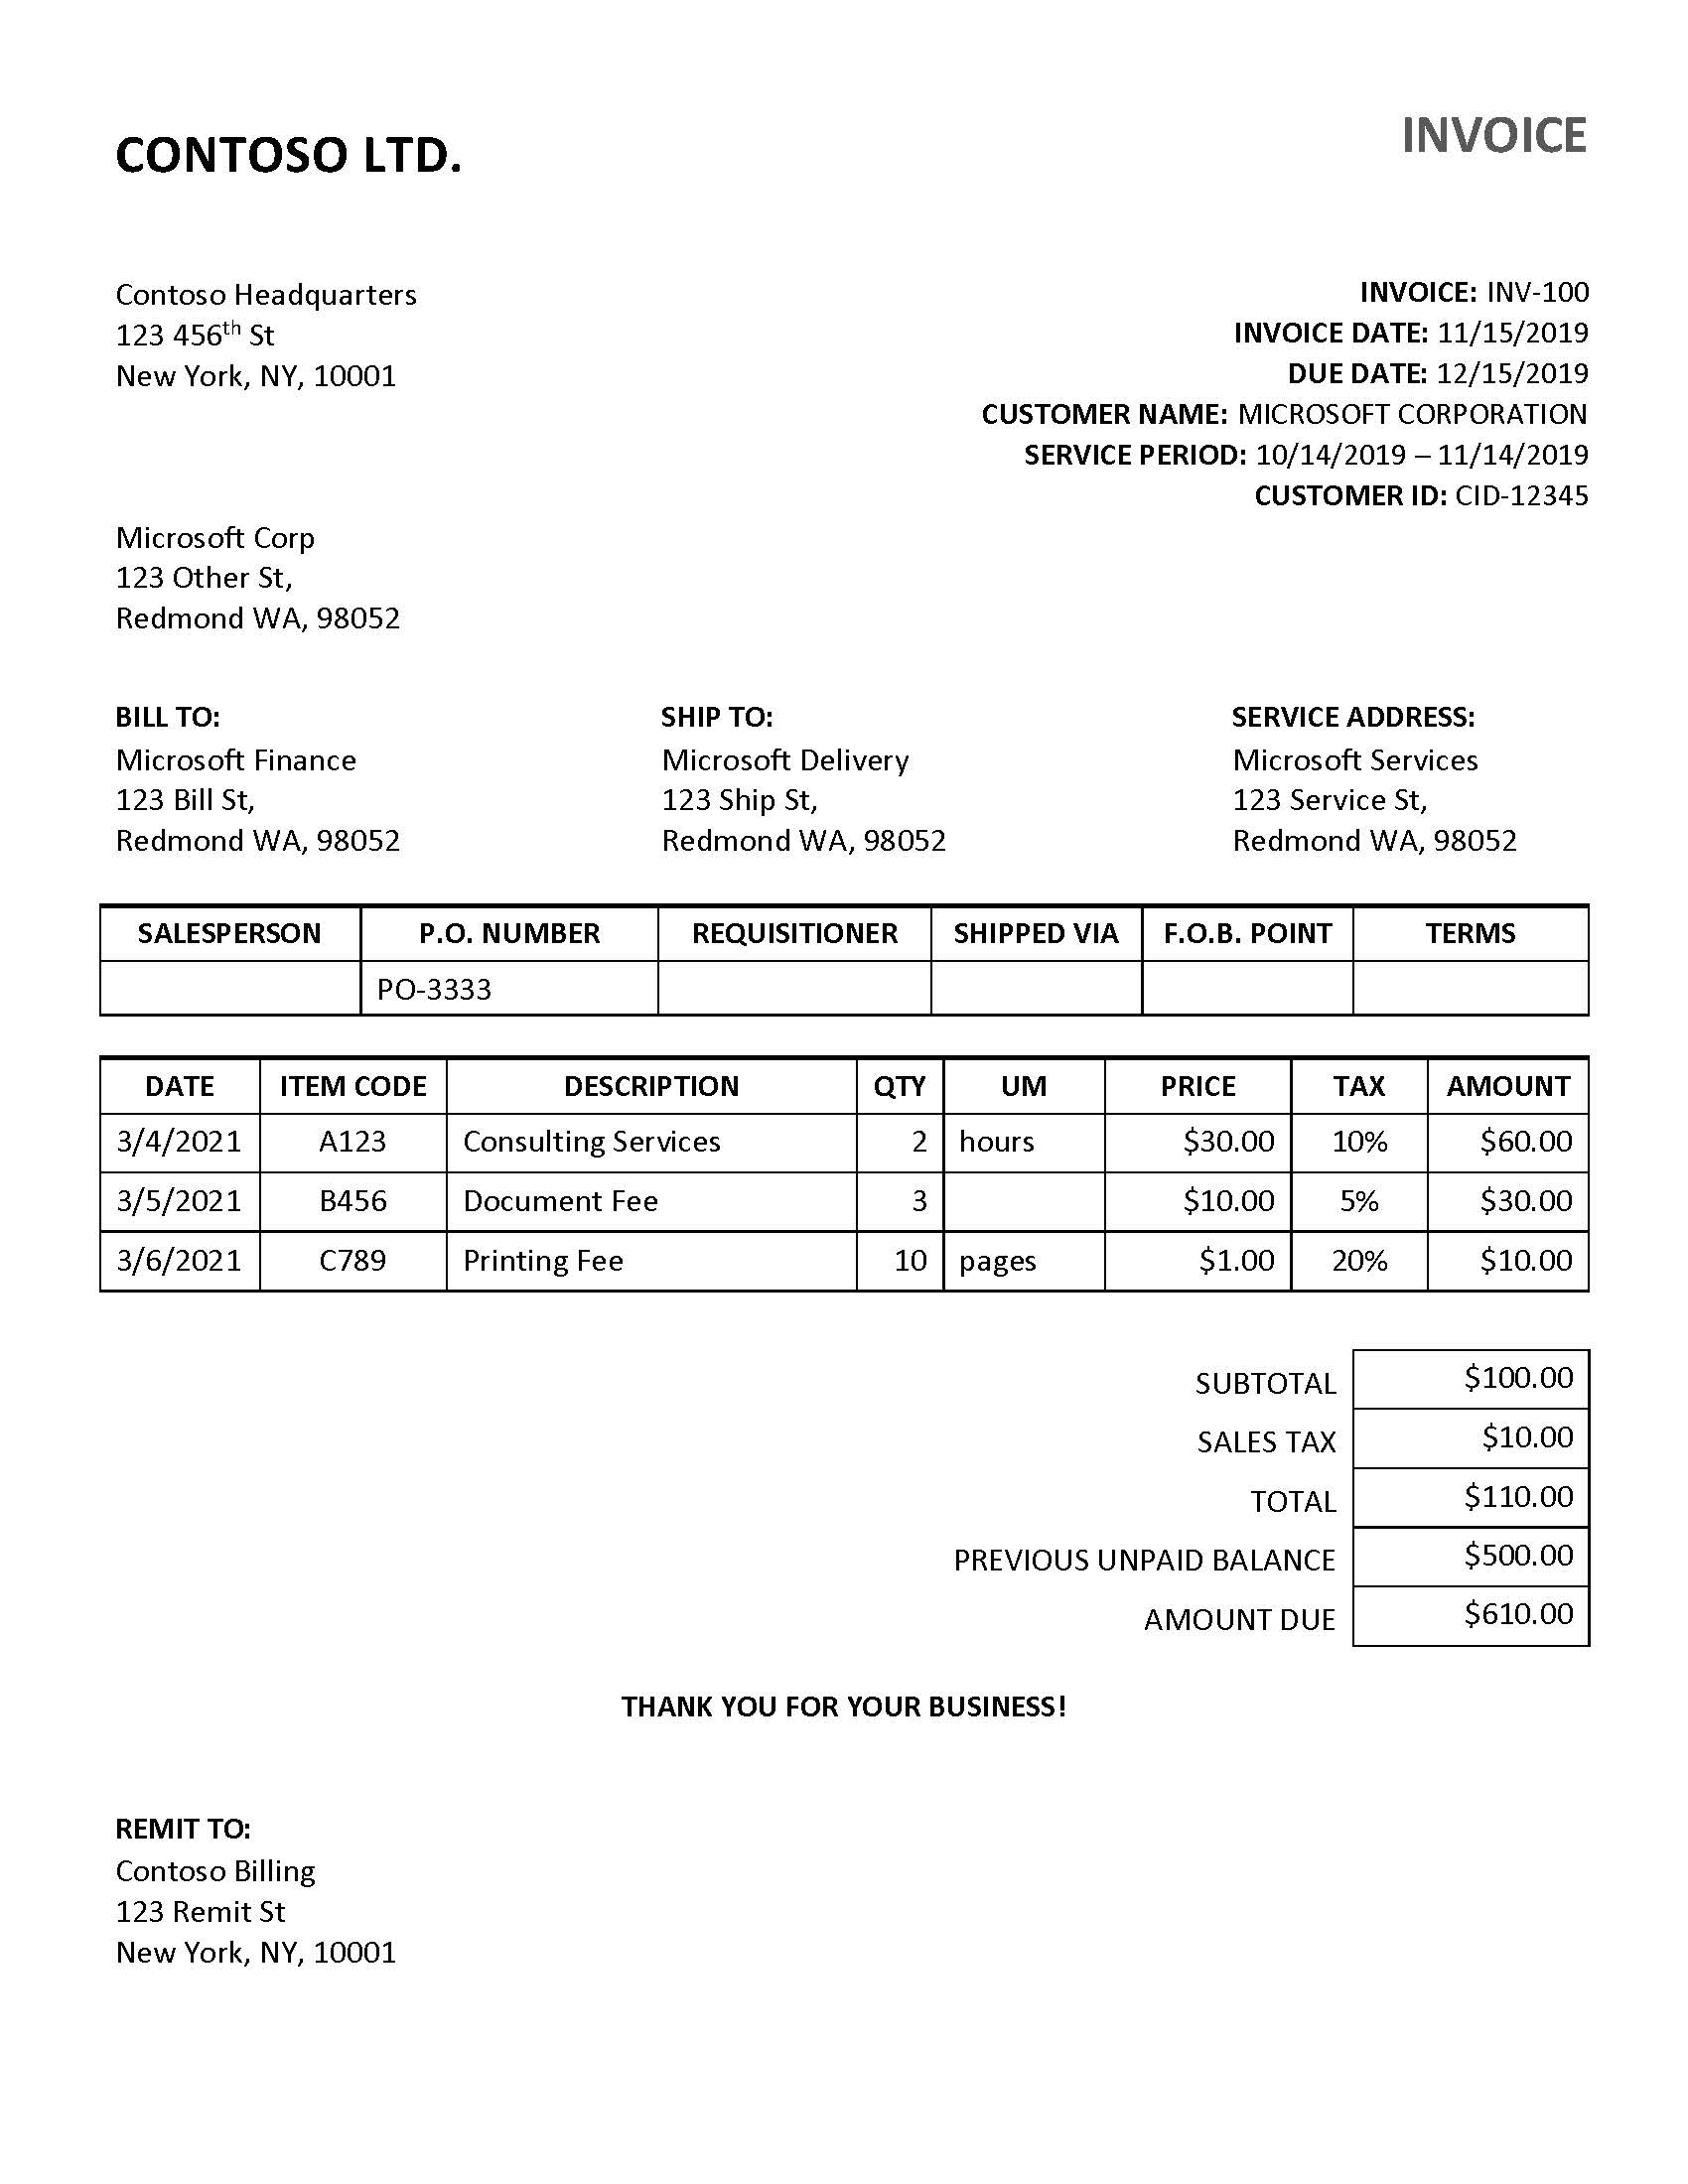 CONTOSO LTD.
INVOICE
Contoso Headquarters
123 456th St
New York, NY, 10001
INVOICE: INV-100
INVOICE DATE: 11/15/2019
DUE DATE: 12/15/2019
CUSTOMER NAME: MICROSOFT CORPORATION
SERVICE PERIOD: 10/14/2019 – 11/14/2019
CUSTOMER ID: CID-12345
Microsoft Corp
123 Other St,
Redmond WA, 98052
BILL TO:
Microsoft Finance
123 Bill St,
Redmond WA, 98052
SHIP TO:
Microsoft Delivery
123 Ship St,
Redmond WA, 98052
SERVICE ADDRESS:
Microsoft Services
123 Service St,
Redmond WA, 98052
SALESPERSON P.O. NUMBER REQUISITIONER SHIPPED VIA F.O.B. POINT TERMS
PO-3333
DATE ITEM CODE DESCRIPTION QTY UM PRICE TAX AMOUNT
3/4/2021 A123 Consulting Services 2 hours $30.00 10% $60.00
3/5/2021 B456 Document Fee 3 $10.00 5% $30.00
3/6/2021 C789 Printing Fee 10 pages $1.00 20% $10.00
SUBTOTAL $100.00
SALES TAX $10.00
TOTAL $110.00
PREVIOUS UNPAID BALANCE $500.00
AMOUNT DUE $610.00
THANK YOU FOR YOUR BUSINESS!
REMIT TO:
Contoso Billing
123 Remit St
New York, NY, 10001